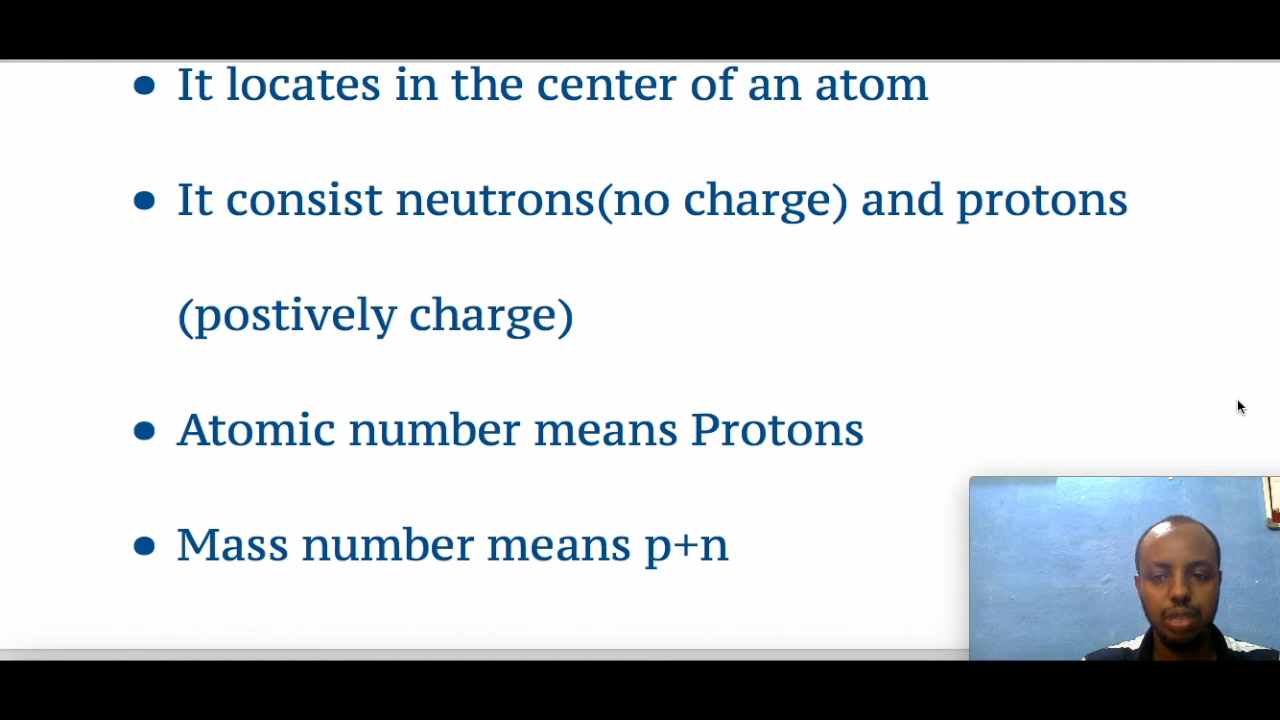 • It locates in the center of an atom
• It consist neutrons(no charge) and protons
(postively charge)
• Atomic number means Protons
• Mass number means p+n